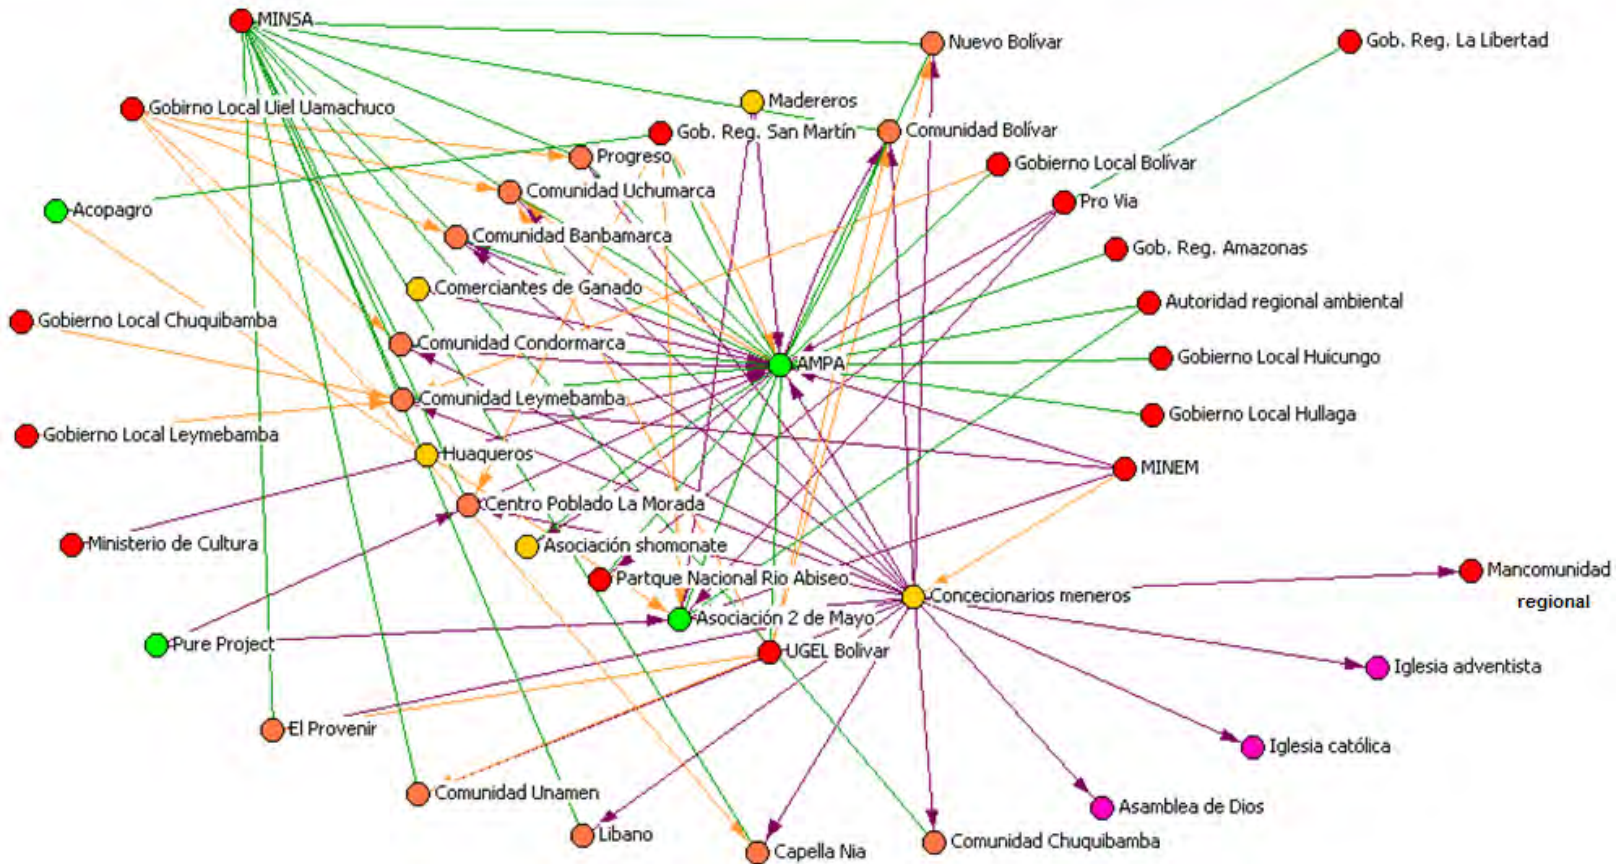 MINSA
Nuevo Bolívar
Gob. Reg. La Libertad
Gobirno Local Uiel Uamachuco
Madereros
Gob. Reg. San Martín
Comunidad Bolívar
Progreso
Gobierno Local Bolívar
Comunidad Uchumarca
Pro Via
Acopagro
Comunidad Banbamarca
Gob. Reg. Amazonas
Comerciantes de Ganado
Autoridad regional ambiental
Gobierno Local Chuquibamba
Comunidad Condormarca
AMPA
Gobierno Local Huicungo
Comunidad Leymebamba
Gobierno Local Hullaga
Gobierno Local Leymebamba
Huaqueros
MINEM
Centro Poblado La Morada
Ministerio de Cultura
Asociación shomonate
Partque Nacional Rio Abiseo
Mancomunidad
regional
Concecionarios meneros
Asociación 2 de Mayo
Pure Project
UGEL Bolivar
Iglesia adventista
El Provenir
Iglesia católica
Comunidad Unamen
Asamblea de Dios
Libano
Comunidad Chuquibamba
Capella Nia